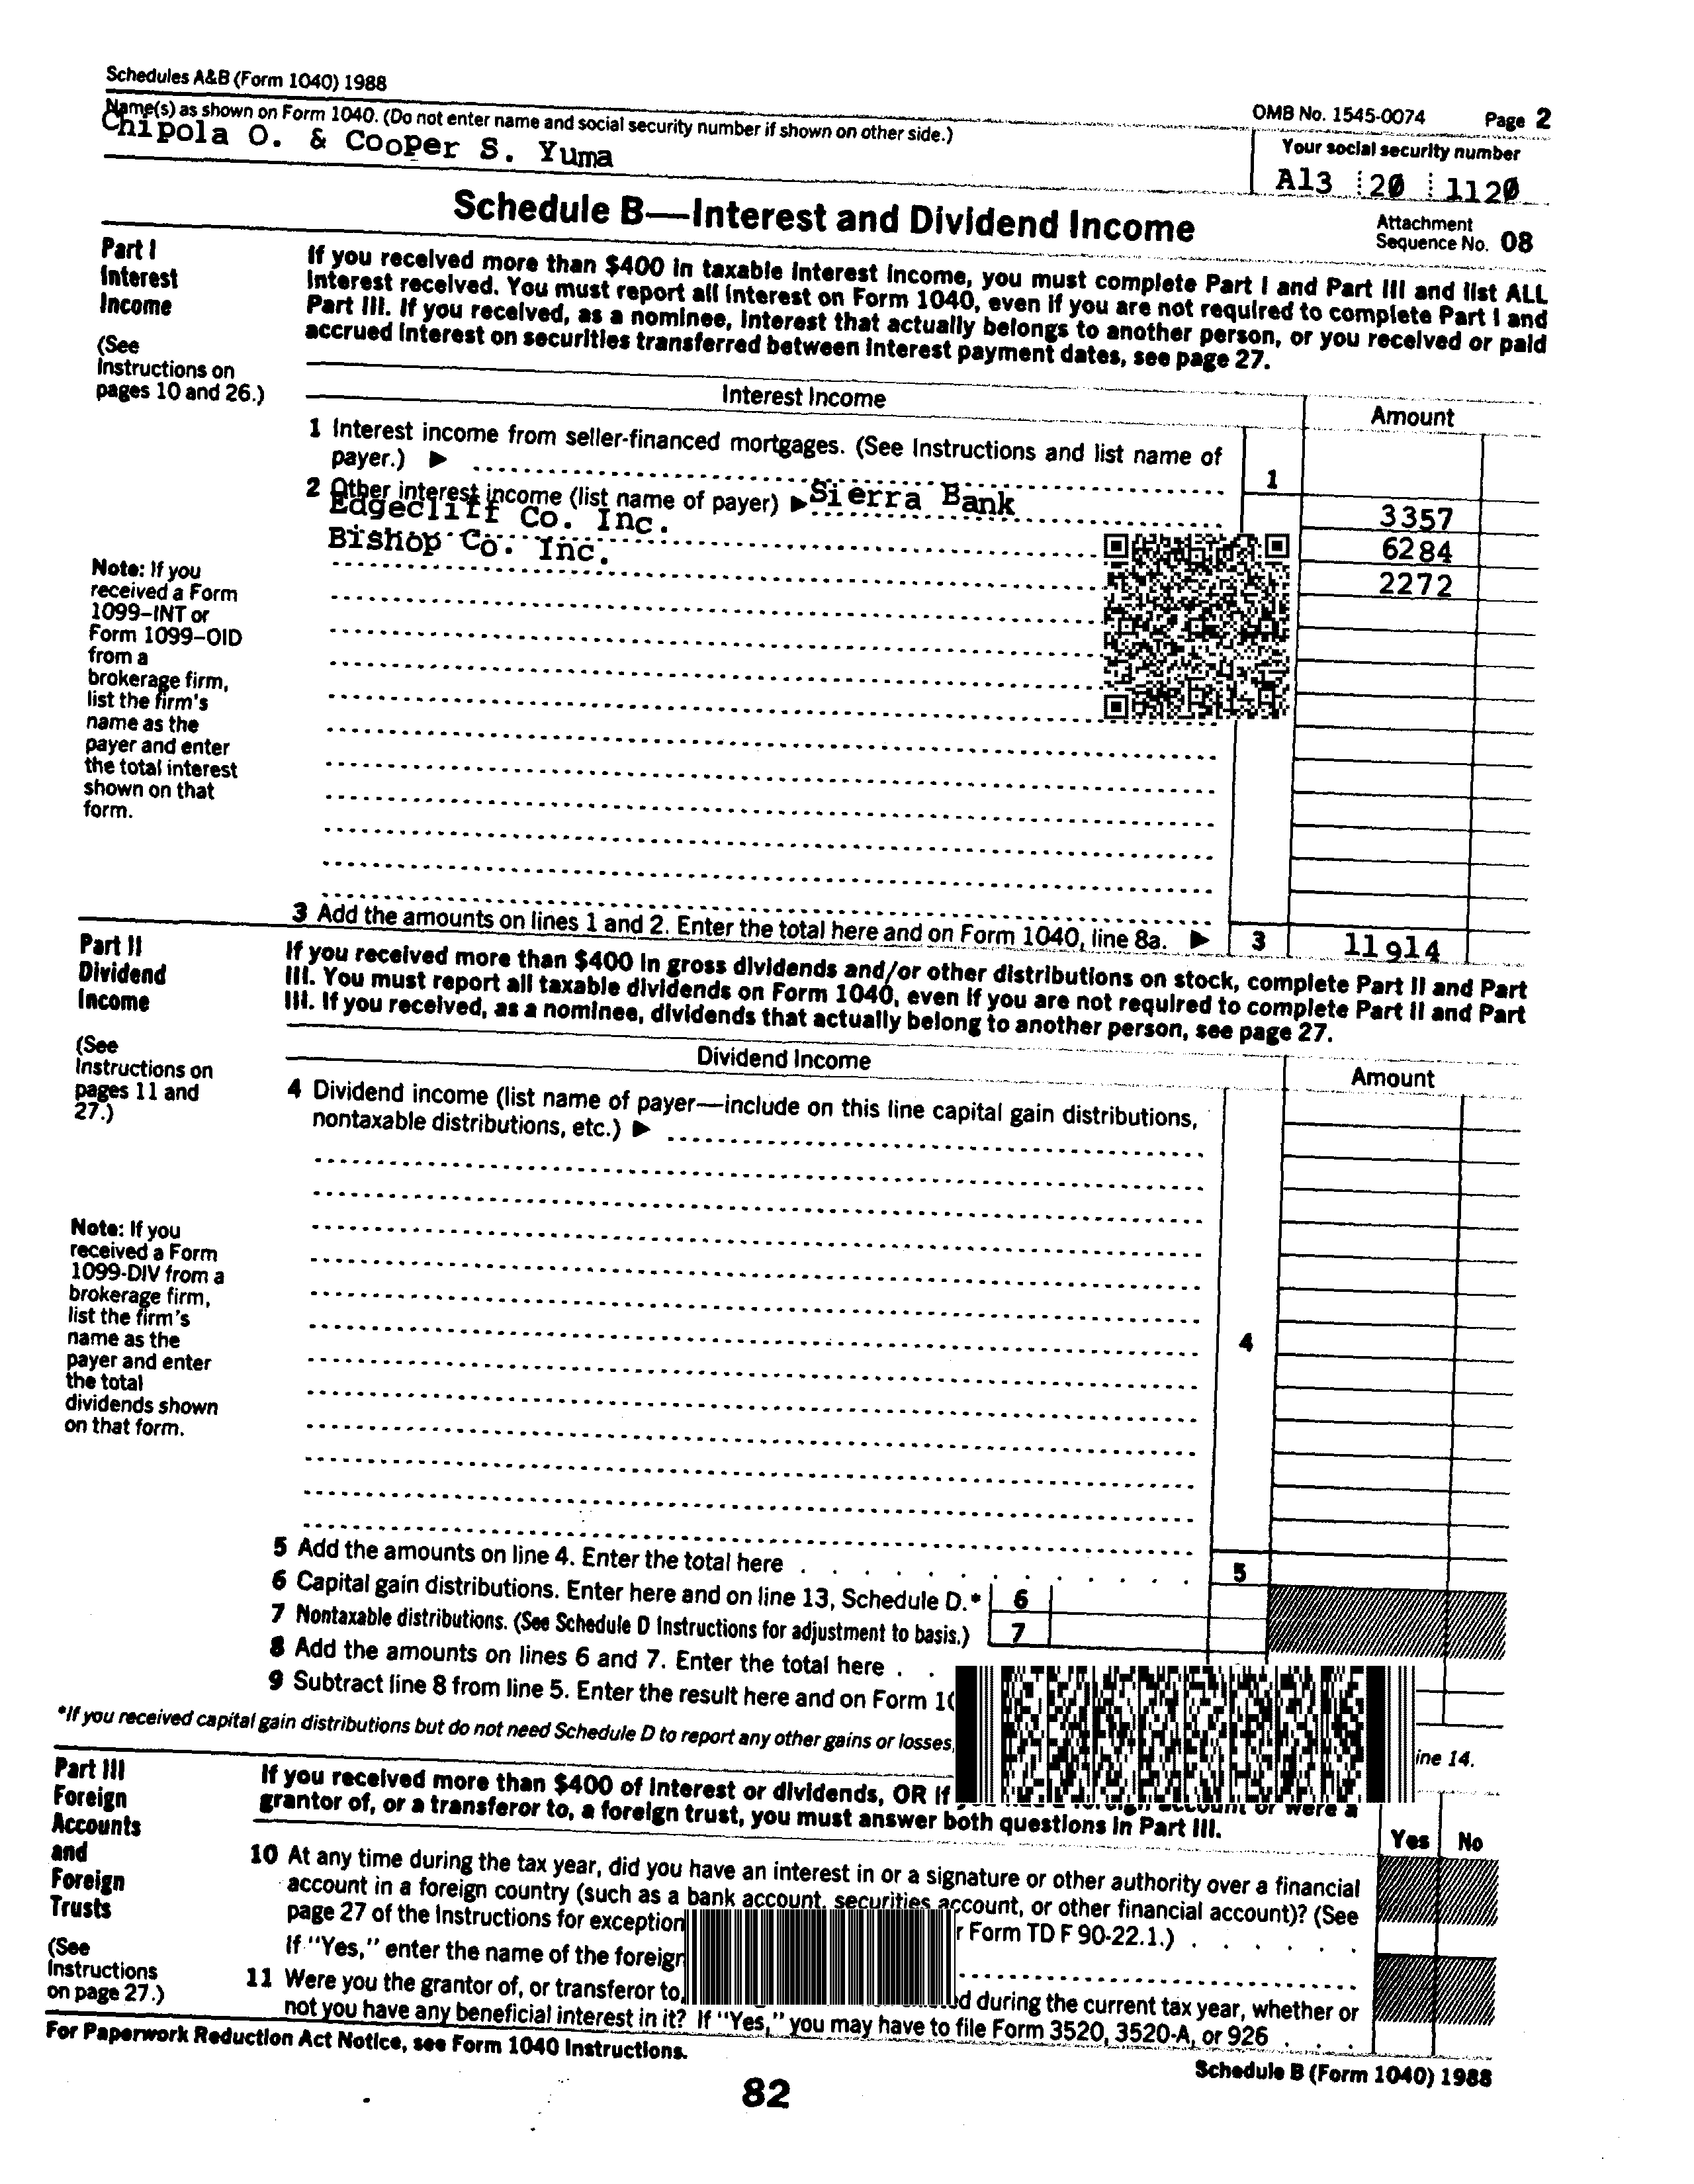 Schedules A&B (Form 1040) 1988
OMB No. 1545-0074 Page 2
Name(s) as shown on Form 1040. (Do not enter name and social security number if shown on other side.)
Your social security number
Chipola O. & Cooper S. Yuma
A13 20 1120
Schedule B—Interest and Dividend Income
Attachment
Sequence No. 08
Part I
Interest
Income
(See
Instructions on
pages 10 and 26.)
If you received more than $400 in taxable interest income, you must complete Part I and Part III and list ALL
interest received. You must report all interest on Form 1040, even if you are not required to complete Part I and
Part III. If you received, as a nominee, interest that actually belongs to another person, or you received or paid
accrued interest on securities transferred between interest payment dates, see page 27.
Interest Income
Amount
1 Interest income from seller-financed mortgages. (See Instructions and list name of
payer.) ▶
1
2 Other interest income (list name of payer) ▶ Sierra Bank
3357
Edgecliff Co. Inc.
6284
Bishop Co. Inc.
2272
Note: If you
received a Form
1099–INT or
Form 1099–OID
from a
brokerage firm,
list the firm's
name as the
payer and enter
the total interest
shown on that
form.
3 Add the amounts on lines 1 and 2. Enter the total here and on Form 1040, line 8a. ▶ 3 11914
Part II
Dividend
Income
(See
Instructions on
pages 11 and
27.)
If you received more than $400 in gross dividends and/or other distributions on stock, complete Part II and Part
III. You must report all taxable dividends on Form 1040, even if you are not required to complete Part II and Part
III. If you received, as a nominee, dividends that actually belong to another person, see page 27.
Dividend Income
Amount
4 Dividend income (list name of payer—include on this line capital gain distributions,
nontaxable distributions, etc.) ▶
Note: If you
received a Form
1099-DIV from a
brokerage firm,
list the firm's
name as the
payer and enter
the total
dividends shown
on that form.
4
5 Add the amounts on line 4. Enter the total here . . . . . . . . . . 5
6 Capital gain distributions. Enter here and on line 13, Schedule D.* 6
7 Nontaxable distributions. (See Schedule D Instructions for adjustment to basis.) 7
8 Add the amounts on lines 6 and 7. Enter the total here . .
9 Subtract line 8 from line 5. Enter the result here and on Form
*If you received capital gain distributions but do not need Schedule D to report any other gains or losses,
ine 14.
Part III
Foreign
Accounts
and
Foreign
Trusts
(See
Instructions
on page 27.)
If you received more than $400 of interest or dividends, OR if you had a foreign account or were a
grantor of, or a transferor to, a foreign trust, you must answer both questions in Part III.
Yes No
10 At any time during the tax year, did you have an interest in or a signature or other authority over a financial
account in a foreign country (such as a bank account, securities account, or other financial account)? (See
page 27 of the Instructions for exception r Form TD F 90-22.1.) . . . . . .
If "Yes," enter the name of the foreign
11 Were you the grantor of, or transferor to, ed during the current tax year, whether or
not you have any beneficial interest in it? If "Yes," you may have to file Form 3520, 3520-A, or 926 . . .
For Paperwork Reduction Act Notice, see Form 1040 Instructions.
Schedule B (Form 1040) 1988
82